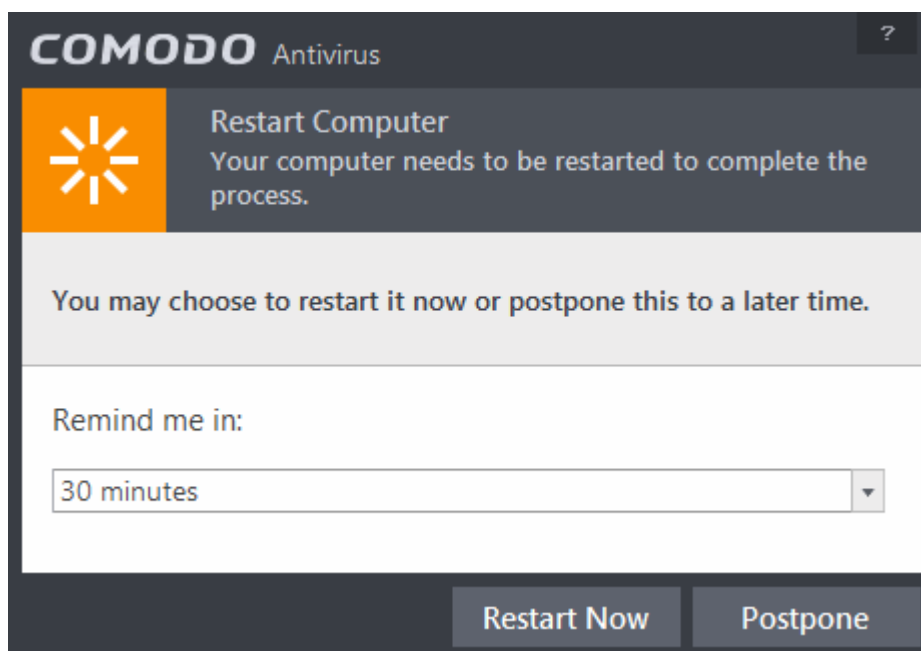 COMODO Antivirus
?
Restart Computer
Your computer needs to be restarted to complete the
process.
You may choose to restart it now or postpone this to a later time.
Remind me in:
30 minutes
Restart Now
Postpone